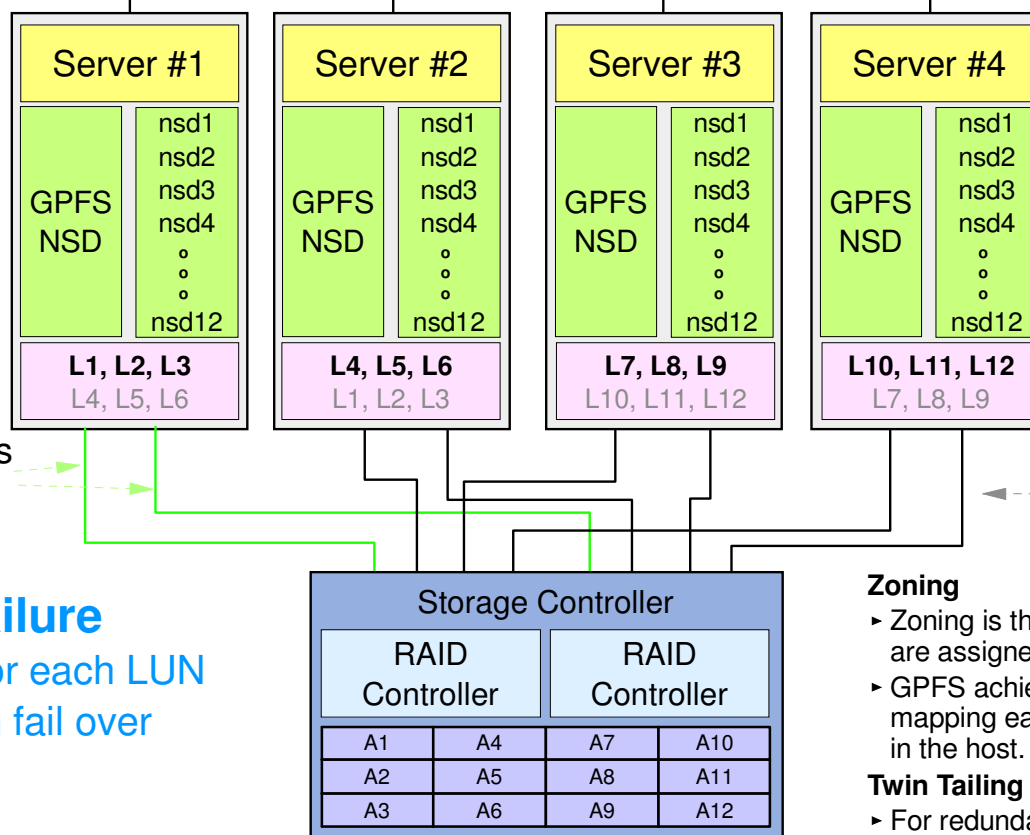 Server #1
GPFS
NSD
nsd1
nsd2
nsd3
nsd4
o
o
o
nsd12
L1, L2, L3
L4, L5, L6
Server #2
GPFS
NSD
nsd1
nsd2
nsd3
nsd4
o
o
o
nsd12
L4, L5, L6
L1, L2, L3
Server #3
GPFS
NSD
nsd1
nsd2
nsd3
nsd4
o
o
o
nsd12
L7, L8, L9
L10, L11, L12
Server #4
GPFS
NSD
nsd1
nsd2
nsd3
nsd4
o
o
o
nsd12
L10, L11, L12
L7, L8, L9
s
ilure
or each LUN
fail over
Storage Controller
RAID
Controller
RAID
Controller
A1 A4 A7 A10
A2 A5 A8 A11
A3 A6 A9 A12
Zoning
► Zoning is th
are assigne
► GPFS achie
mapping ea
in the host.
Twin Tailing
► For redunda